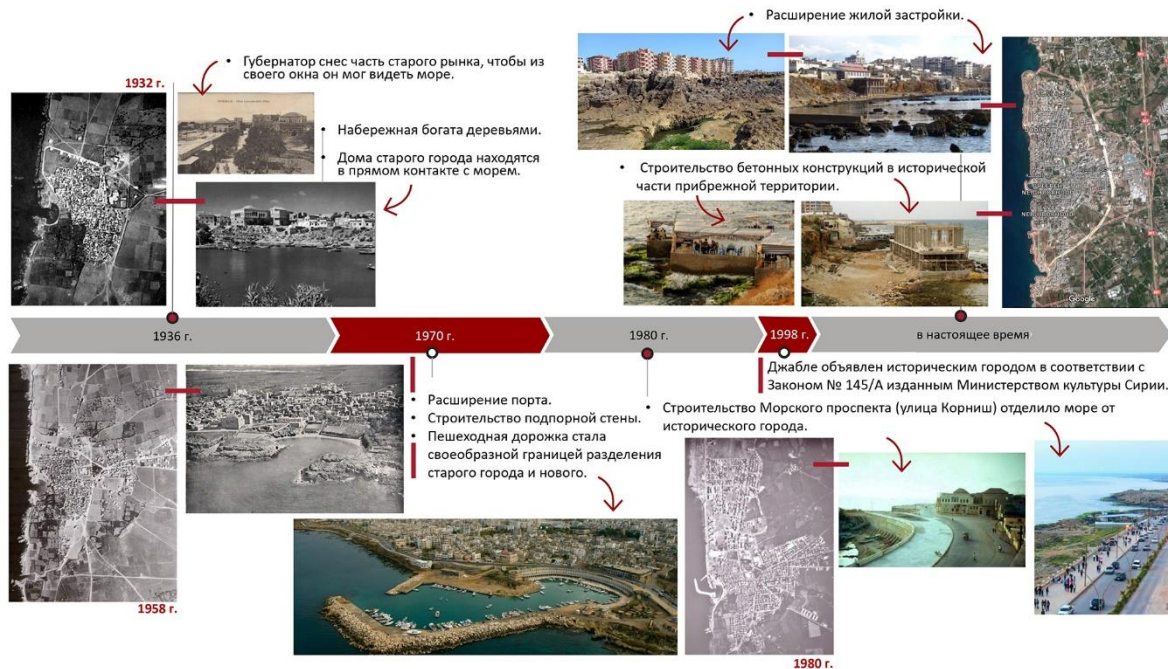 1932 г.
• Губернатор снес часть старого рынка, чтобы из
своего окна он мог видеть море.
• Набережная богата деревьями.
• Дома старого города находятся
в прямом контакте с морем.
• Расширение жилой застройки.
• Строительство бетонных конструкций в исторической
части прибрежной территории.
Google
1936 г.
1970 г.
1980 г.
1998 г.
в настоящее время
• Расширение порта.
• Строительство подпорной стены.
• Пешеходная дорожка стала
своеобразной границей разделения
старого города и нового.
Джабле объявлен историческим городом в соответствии с
Законом № 145/А изданным Министерством культуры Сирии.
• Строительство Морского проспекта (улица Корниш) отделило море от
исторического города.
1958 г.
1980 г.